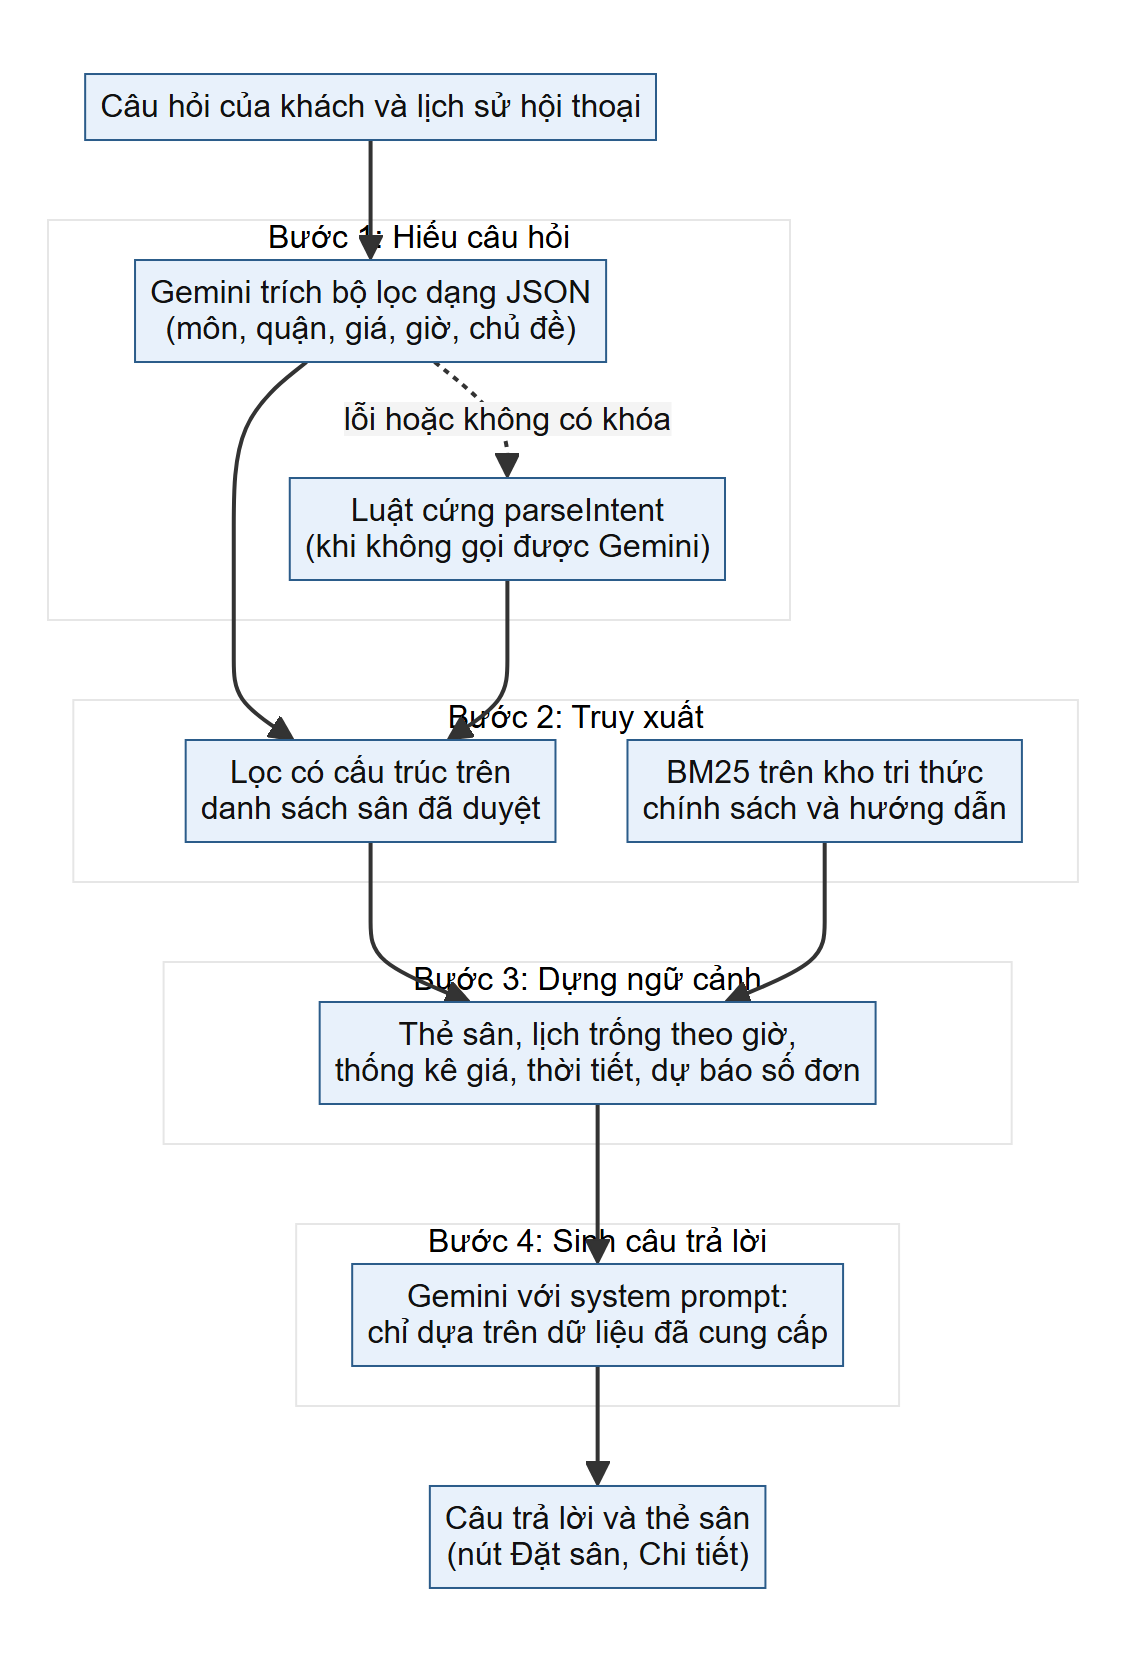 Câu hỏi của khách và lịch sử hội thoại
Bước 1: Hiểu câu hỏi
Gemini trích bộ lọc dạng JSON
(môn, quận, giá, giờ, chủ đề)
lỗi hoặc không có khóa
Luật cứng parseIntent
(khi không gọi được Gemini)
Bước 2: Truy xuất
Lọc có cấu trúc trên
danh sách sân đã duyệt
BM25 trên kho tri thức
chính sách và hướng dẫn
Bước 3: Dựng ngữ cảnh
Thẻ sân, lịch trống theo giờ,
thống kê giá, thời tiết, dự báo số đơn
Bước 4: Sinh câu trả lời
Gemini với system prompt:
chỉ dựa trên dữ liệu đã cung cấp
Câu trả lời và thẻ sân
(nút Đặt sân, Chi tiết)